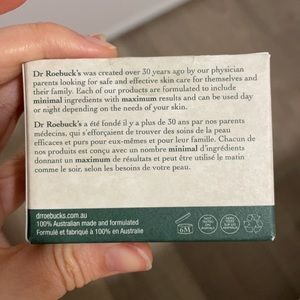 Dr Roebuck's was created over 30 years ago by our physician
parents looking for safe and effective skin care for themselves and
their family. Each of our products are formulated to include
minimal ingredients with maximum results and can be used day
or night depending on the needs of your skin.
Dr Roebuck's a été fondé il y a plus de 30 ans par nos parents
médecins, qui s'efforçaient de trouver des soins de la peau
efficaces et purs pour eux-mêmes et pour leur famille. Chacun de
nos produits est conçu avec un nombre minimal d'ingrédients
donnant un maximum de résultats et peut être utilisé le matin
comme le soir, selon les besoins de votre peau.
drroebucks.com.au
100% Australian made and formulated
Formulé et fabriqué à 100% en Australie
6M